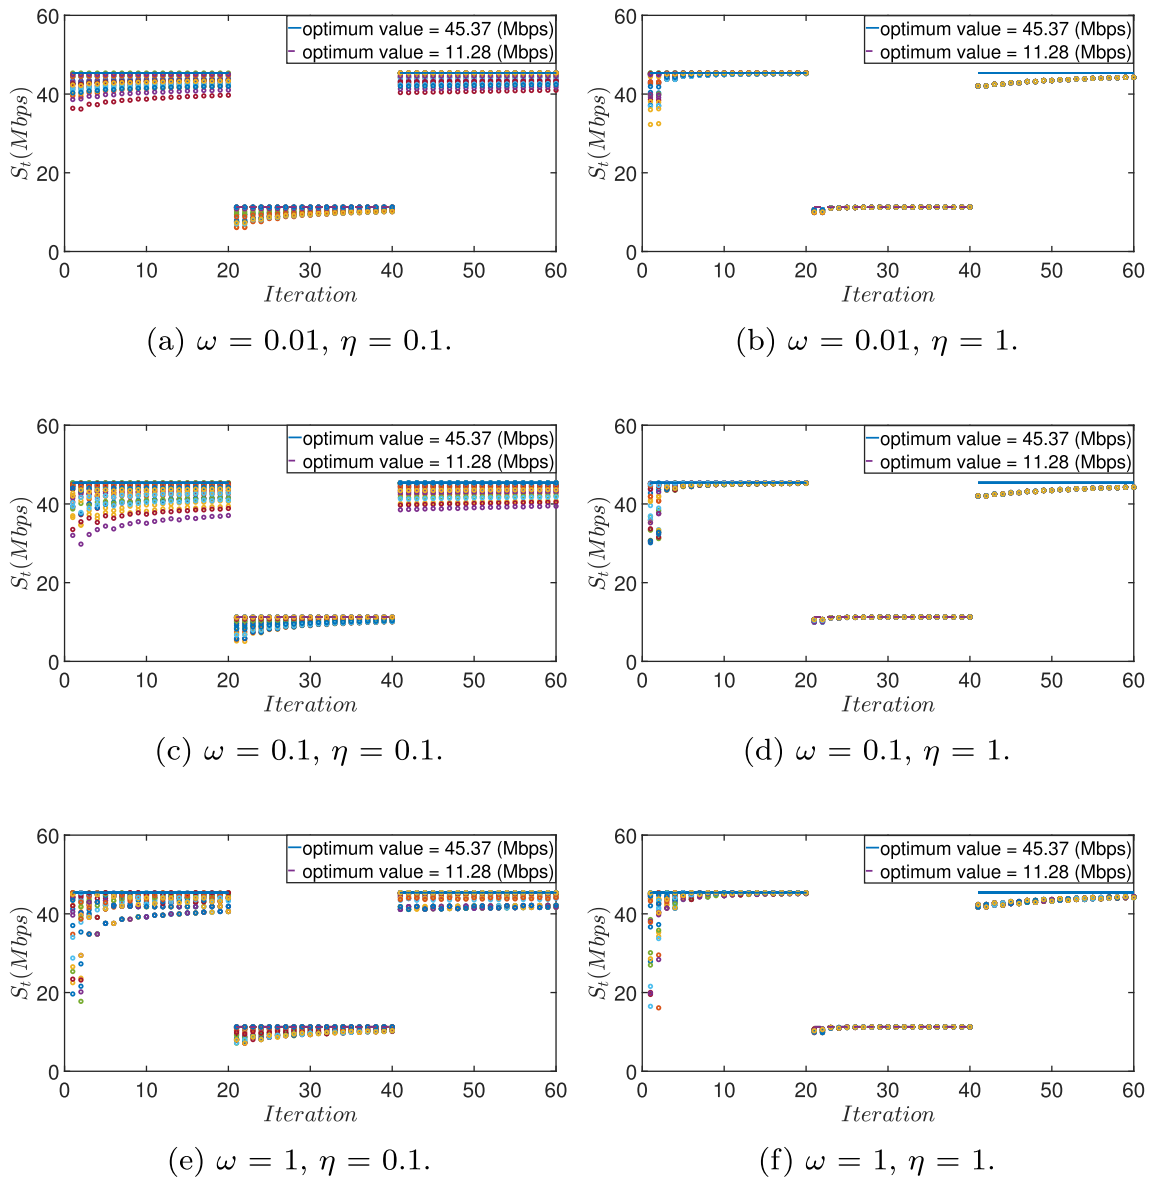 60
40
20
0
S_t(Mbps)
optimum value = 45.37 (Mbps)
optimum value = 11.28 (Mbps)
0 10 20 30 40 50 60
Iteration
(a) ω = 0.01, η = 0.1.
60
40
20
0
S_t(Mbps)
optimum value = 45.37 (Mbps)
optimum value = 11.28 (Mbps)
0 10 20 30 40 50 60
Iteration
(b) ω = 0.01, η = 1.
60
40
20
0
S_t(Mbps)
optimum value = 45.37 (Mbps)
optimum value = 11.28 (Mbps)
0 10 20 30 40 50 60
Iteration
(c) ω = 0.1, η = 0.1.
60
40
20
0
S_t(Mbps)
optimum value = 45.37 (Mbps)
optimum value = 11.28 (Mbps)
0 10 20 30 40 50 60
Iteration
(d) ω = 0.1, η = 1.
60
40
20
0
S_t(Mbps)
optimum value = 45.37 (Mbps)
optimum value = 11.28 (Mbps)
0 10 20 30 40 50 60
Iteration
(e) ω = 1, η = 0.1.
60
40
20
0
S_t(Mbps)
optimum value = 45.37 (Mbps)
optimum value = 11.28 (Mbps)
0 10 20 30 40 50 60
Iteration
(f) ω = 1, η = 1.